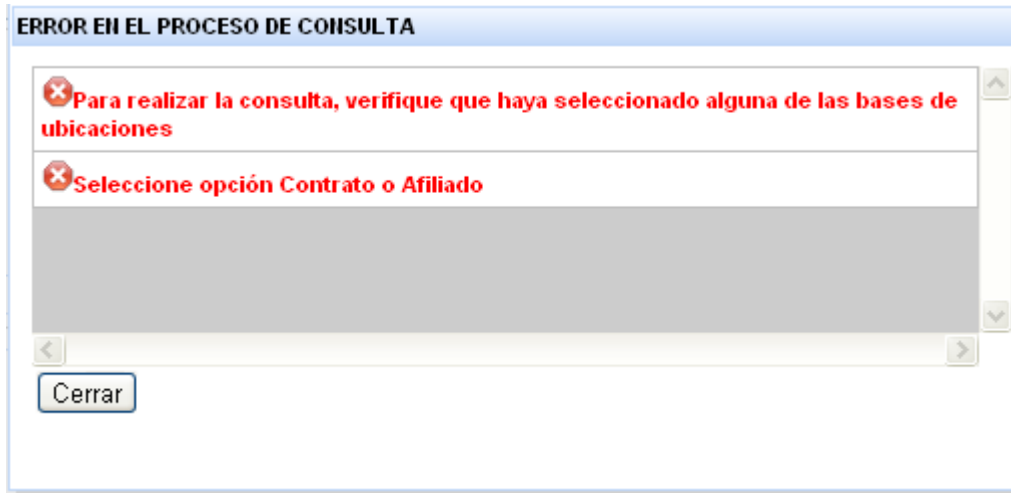 ERROR EN EL PROCESO DE CONSULTA
Para realizar la consulta, verifique que haya seleccionado alguna de las bases de
ubicaciones
Seleccione opción Contrato o Afiliado
Cerrar